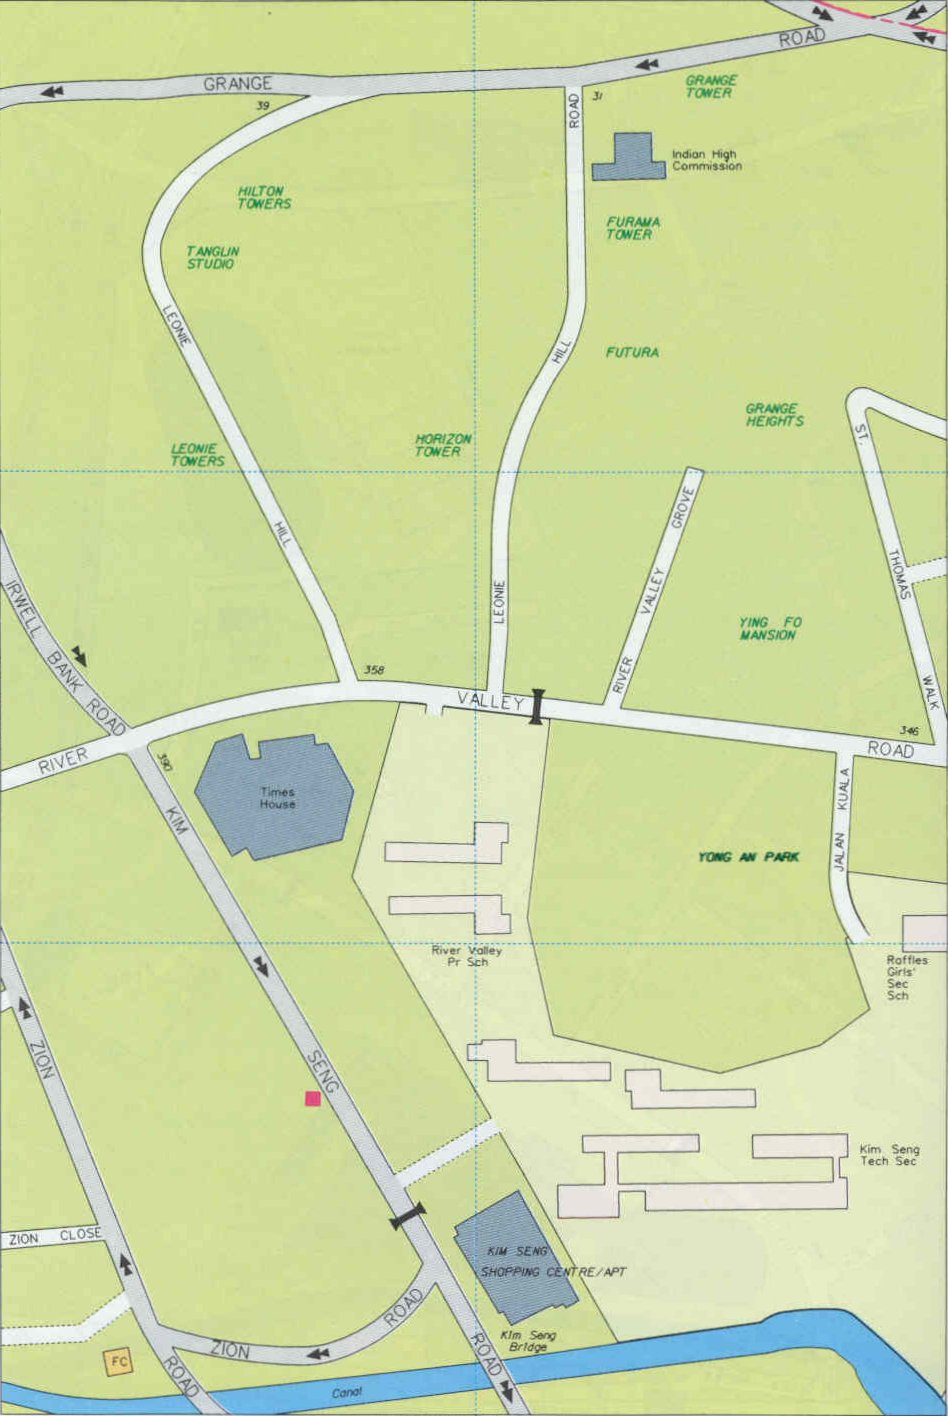 ROAD
GRANGE
39
31
ROAD
GRANGE
TOWER
Indian High
Commission
HILTON
TOWERS
FURAMA
TOWER
TANGLIN
STUDIO
LEONIE
HILL
FUTURA
GRANGE
HEIGHTS
ST.
HORIZON
TOWER
LEONIE
TOWERS
HILL
GROVE
VALLEY
RIVER
LEONIE
THOMAS
WALK
YING FO
MANSION
IRWELL
BANK
ROAD
358
VALLEY
346
ROAD
RIVER
390
Times
House
KIM
KUALA
JALAN
YONG AN PARK
River Valley
Pr Sch
Raffles
Girls'
Sec
Sch
ZION
SENG
Kim Seng
Tech Sec
ZION CLOSE
KIM SENG
SHOPPING CENTRE/APT
ROAD
ZION
Kim Seng
Bridge
ROAD
FC
ROAD
Canal